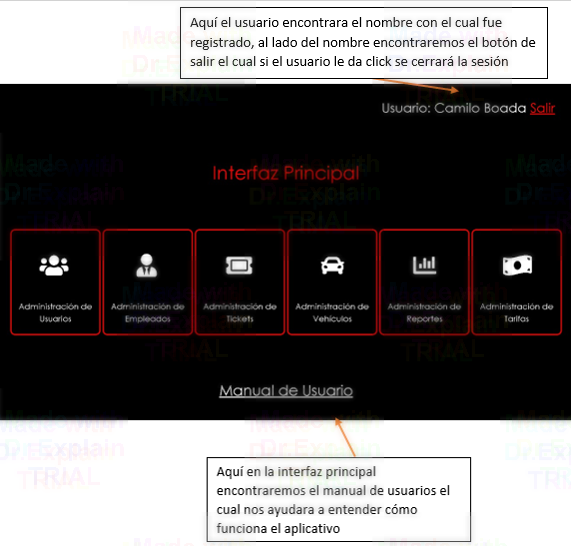 Aquí el usuario encontrara el nombre con el cual fue
registrado, al lado del nombre encontraremos el botón de
salir el cual si el usuario le da click se cerrará la sesión
Usuario: Camilo Boada Salir
Interfaz Principal
Administración de Usuarios
Administración de Empleados
Administración de Tickets
Administración de Vehículos
Administración de Reportes
Administración de Tarifas
Manual de Usuario
Aquí en la interfaz principal
encontraremos el manual de usuarios el
cual nos ayudara a entender cómo
funciona el aplicativo
Made with
Dr.Explain
TRIAL